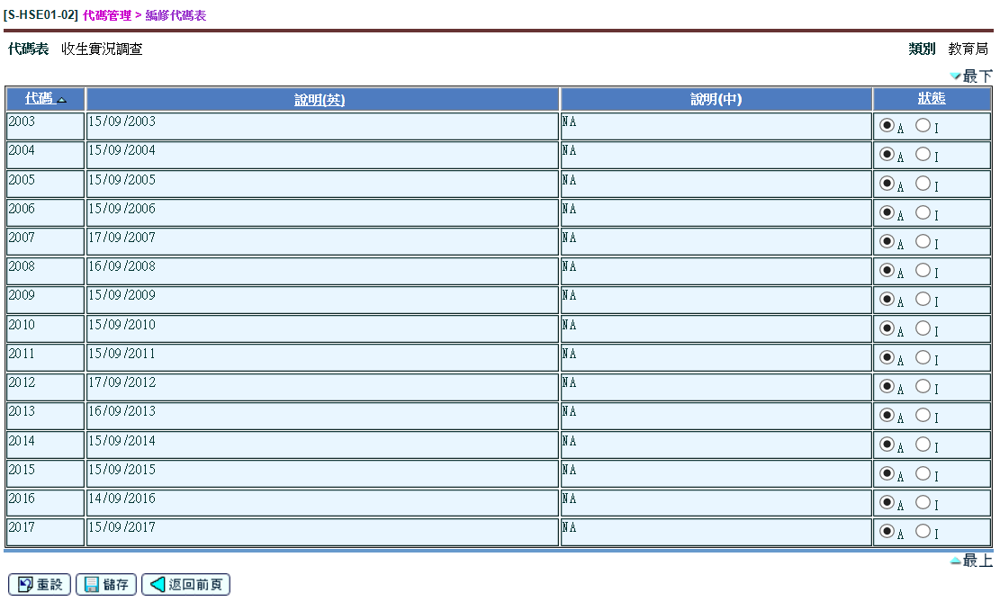 [S-HSE01-02] 代碼管理 > 編修代碼表
代碼表 收生實況調查 類別 教育局
最下
代碼 說明(英) 說明(中) 狀態
2003 15/09/2003 NA A I
2004 15/09/2004 NA A I
2005 15/09/2005 NA A I
2006 15/09/2006 NA A I
2007 17/09/2007 NA A I
2008 16/09/2008 NA A I
2009 15/09/2009 NA A I
2010 15/09/2010 NA A I
2011 15/09/2011 NA A I
2012 17/09/2012 NA A I
2013 16/09/2013 NA A I
2014 15/09/2014 NA A I
2015 15/09/2015 NA A I
2016 14/09/2016 NA A I
2017 15/09/2017 NA A I
最上
重設 儲存 返回前頁